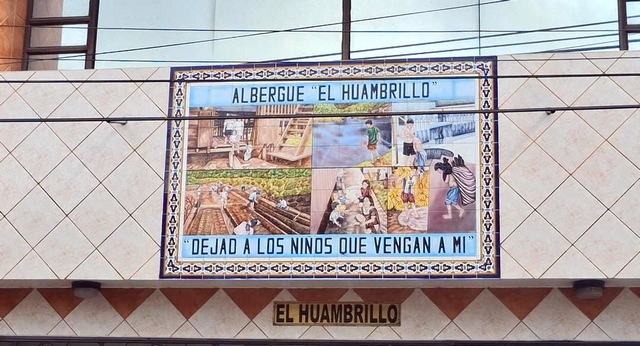 ALBERGUE "EL HUAMBRILLO"
"DEJAD A LOS NINOS QUE VENGAN A MI"
EL HUAMBRILLO